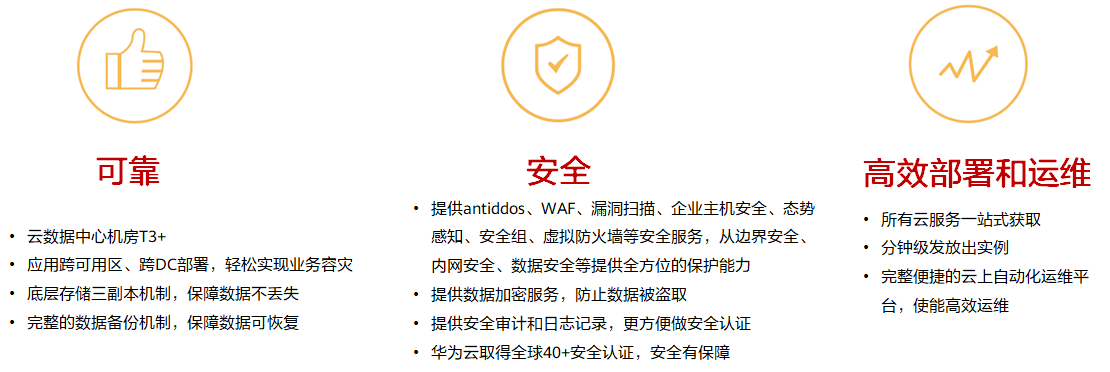 可靠
• 云数据中心机房T3+
• 应用跨可用区、跨DC部署，轻松实现业务容灾
• 底层存储三副本机制，保障数据不丢失
• 完整的数据备份机制，保障数据可恢复
安全
• 提供antiddos、WAF、漏洞扫描、企业主机安全、态势
感知、安全组、虚拟防火墙等安全服务，从边界安全、
内网安全、数据安全等提供全方位的保护能力
• 提供数据加密服务，防止数据被盗取
• 提供安全审计和日志记录，更方便做安全认证
• 华为云取得全球40+安全认证，安全有保障
高效部署和运维
• 所有云服务一站式获取
• 分钟级发放出实例
• 完整便捷的云上自动化运维平
台，使能高效运维